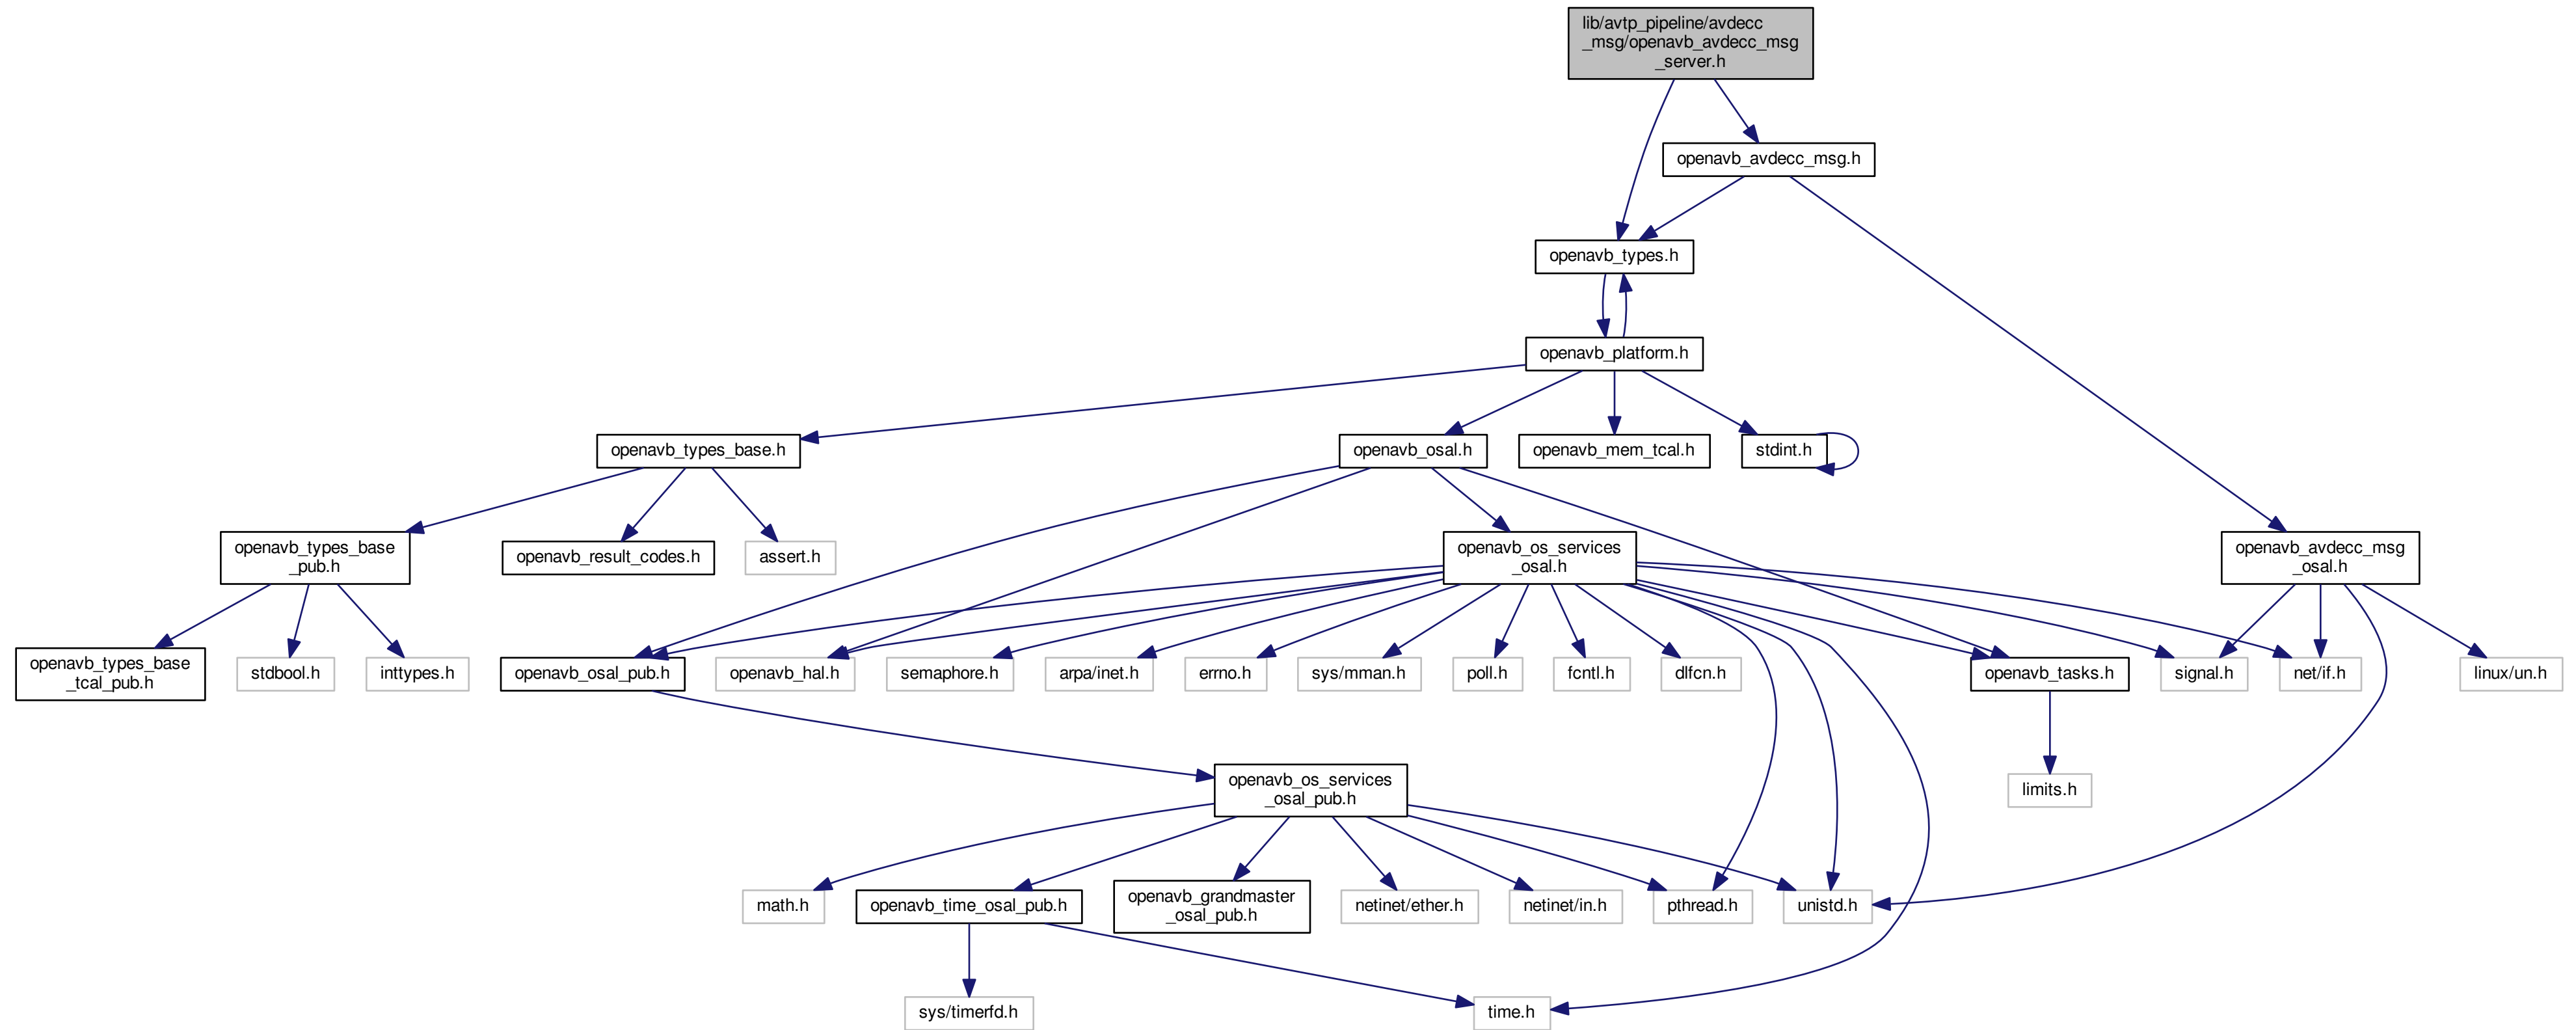 lib/avtp_pipeline/avdecc
_msg/openavb_avdecc_msg
_server.h
openavb_avdecc_msg.h
openavb_types.h
openavb_platform.h
openavb_types_base.h
openavb_osal.h
openavb_mem_tcal.h
stdint.h
openavb_types_base
_pub.h
openavb_result_codes.h
assert.h
openavb_os_services
_osal.h
openavb_avdecc_msg
_osal.h
openavb_types_base
_tcal_pub.h
stdbool.h
inttypes.h
openavb_osal_pub.h
openavb_hal.h
semaphore.h
arpa/inet.h
errno.h
sys/mman.h
poll.h
fcntl.h
dlfcn.h
openavb_tasks.h
signal.h
net/if.h
linux/un.h
openavb_os_services
_osal_pub.h
limits.h
math.h
openavb_time_osal_pub.h
openavb_grandmaster
_osal_pub.h
netinet/ether.h
netinet/in.h
pthread.h
unistd.h
sys/timerfd.h
time.h